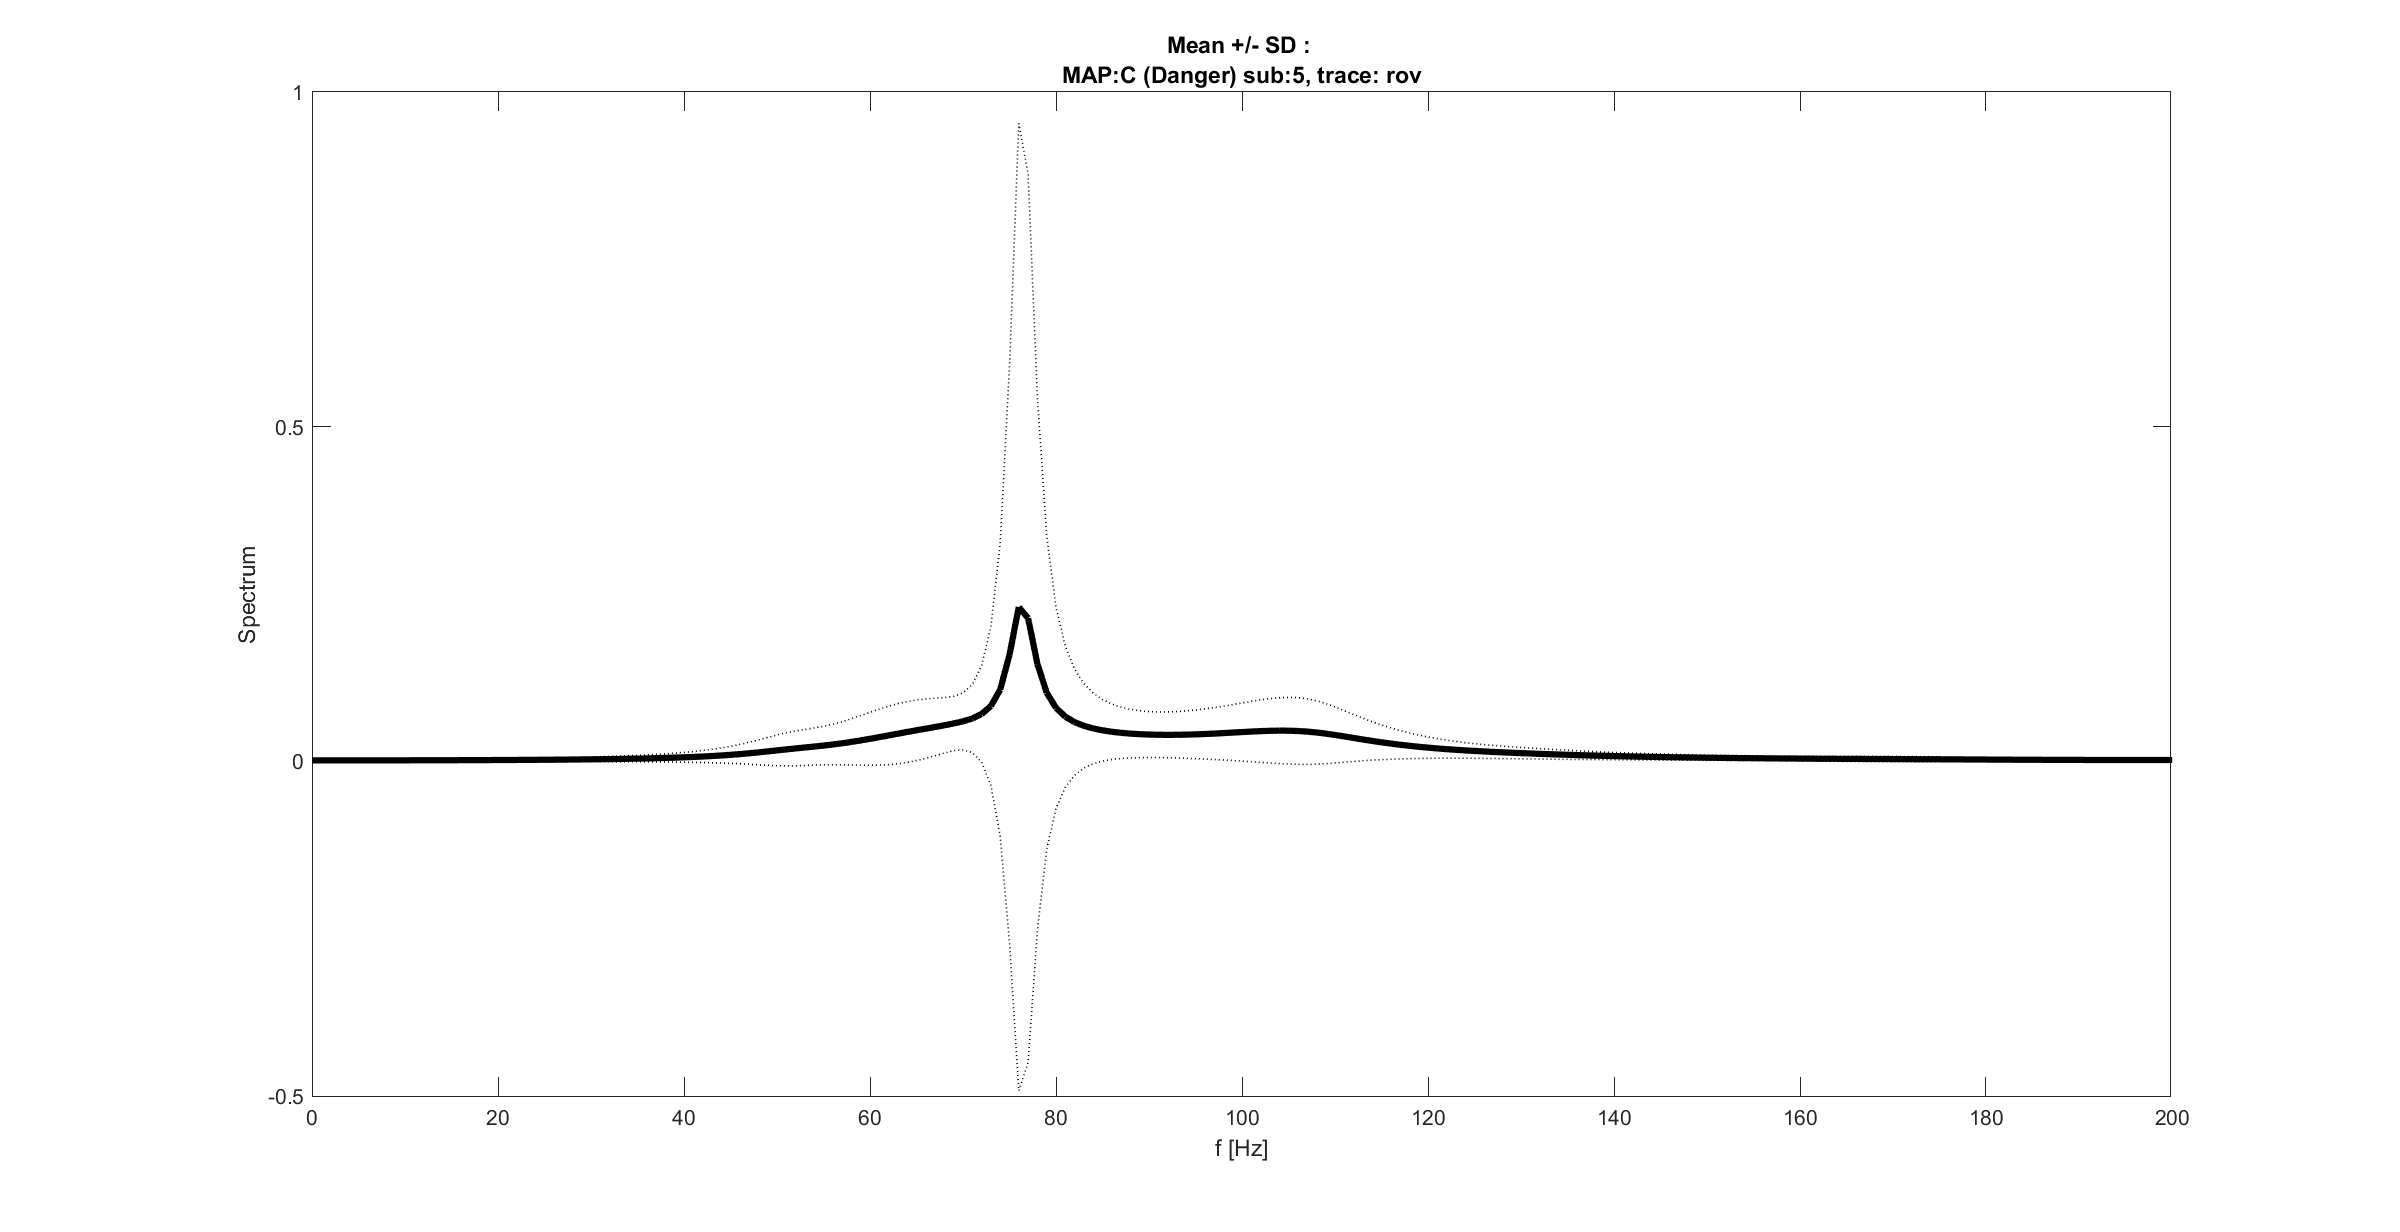 Mean +/- SD :
MAP:C (Danger) sub:5, trace: rov
1
0.5
0
-0.5
Spectrum
0 20 40 60 80 100 120 140 160 180 200
f [Hz]